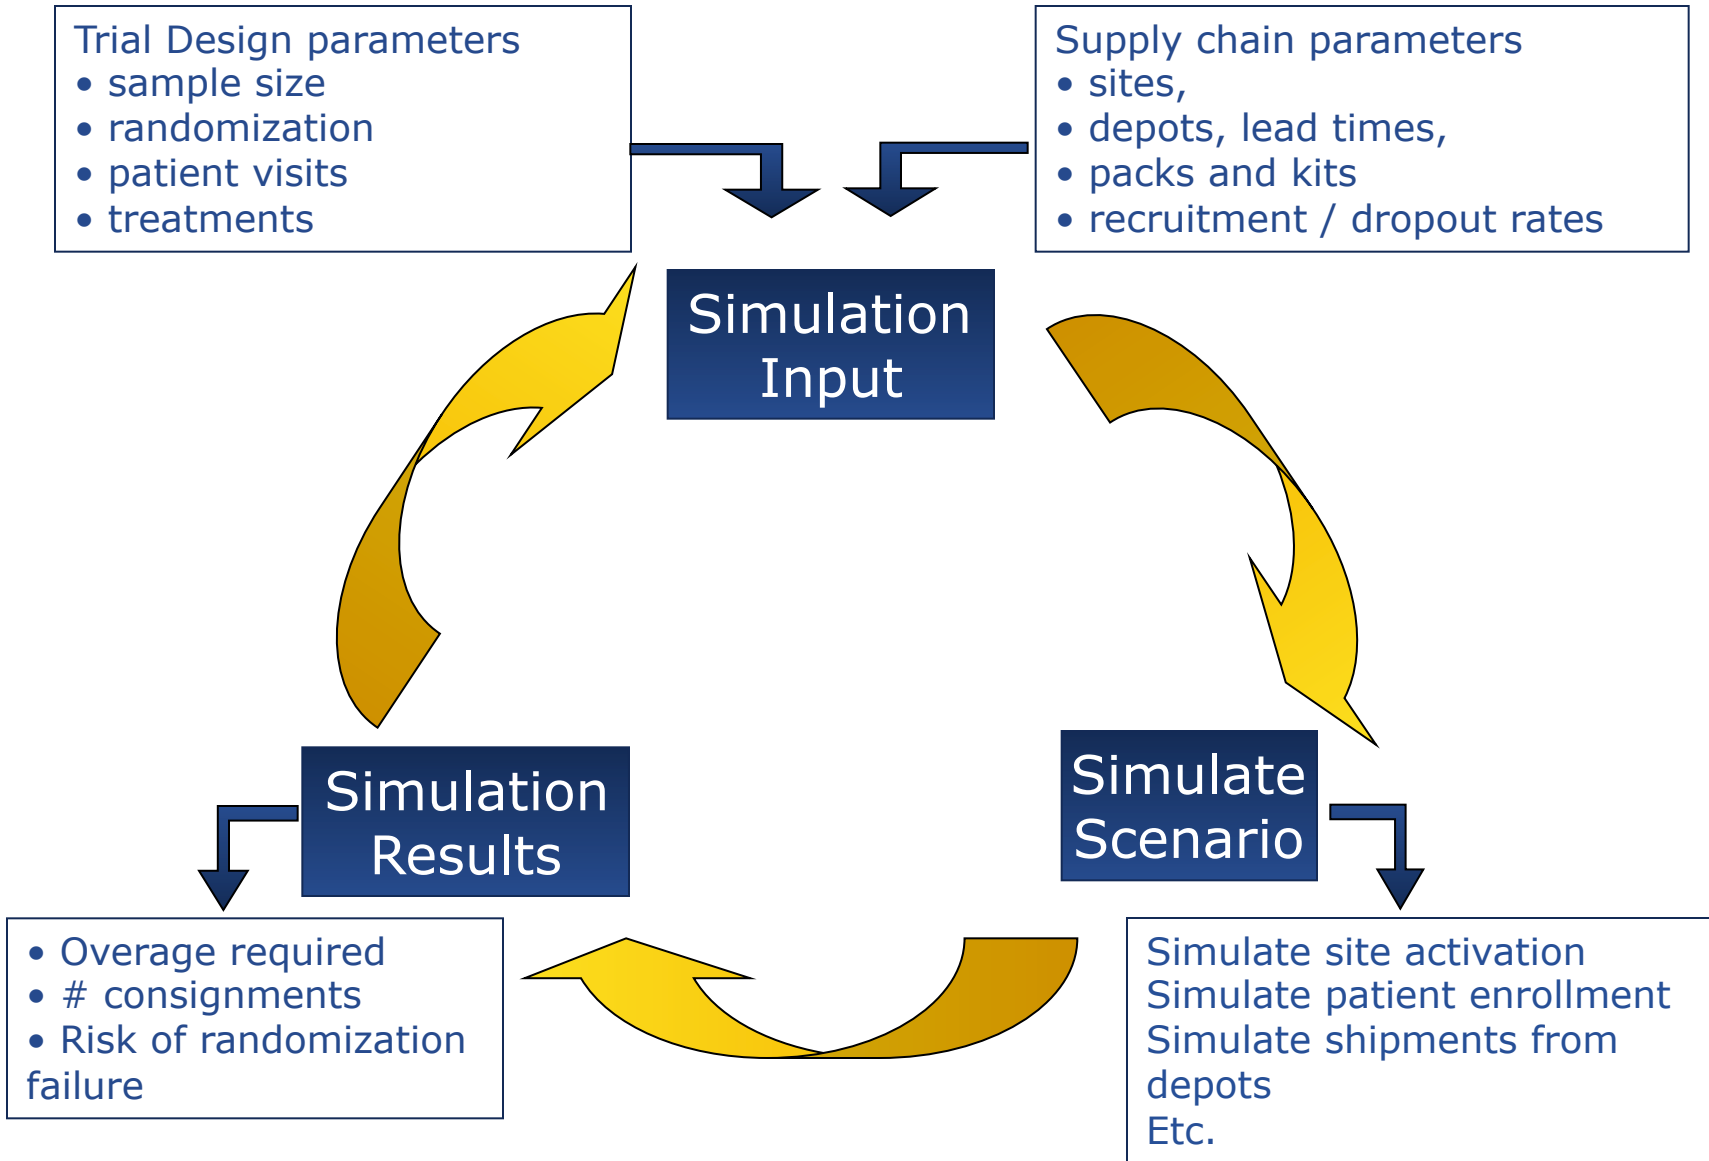 Trial Design parameters
• sample size
• randomization
• patient visits
• treatments
Supply chain parameters
• sites,
• depots, lead times,
• packs and kits
• recruitment / dropout rates
Simulation
Input
Simulation
Results
Simulate
Scenario
• Overage required
• # consignments
• Risk of randomization
failure
Simulate site activation
Simulate patient enrollment
Simulate shipments from
depots
Etc.